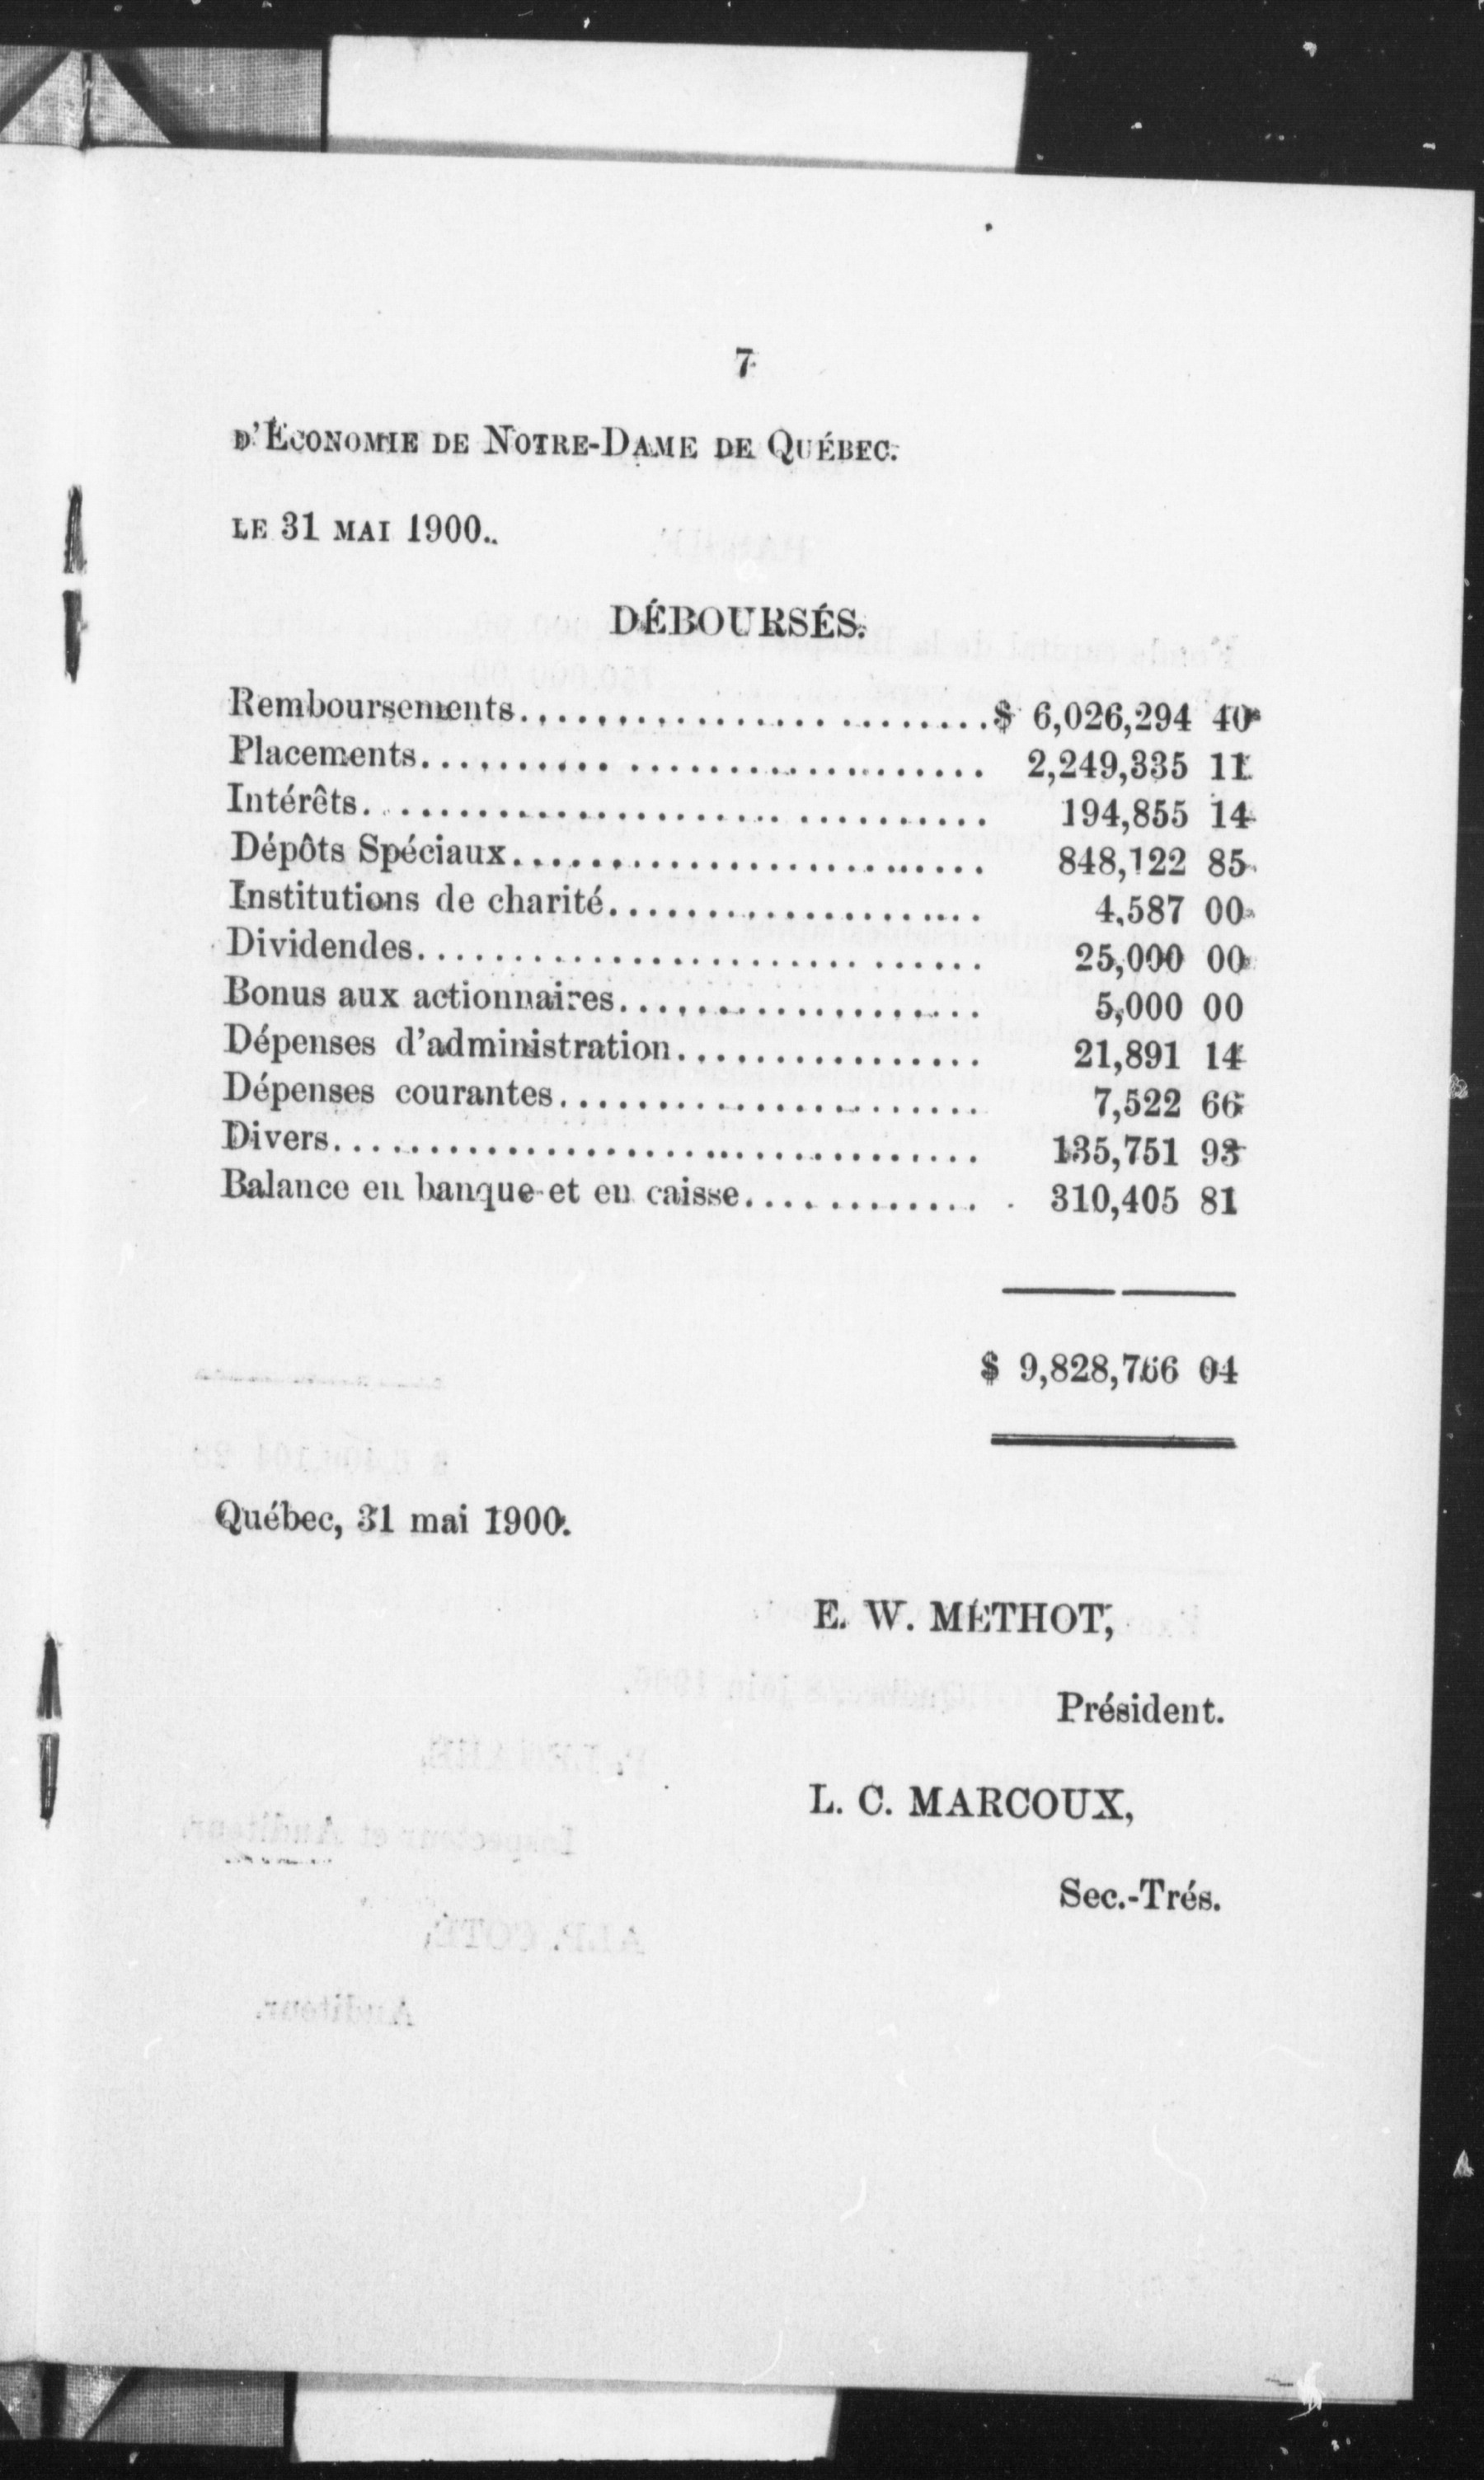 7
D'ÉCONOMIE DE NOTRE-DAME DE QUÉBEC.
LE 31 MAI 1900.
DÉBOURSÉS.
Remboursements........................$ 6,026,294 40
Placements............................ 2,249,335 11
Intérêts................................ 194,855 14
Dépôts Spéciaux........................ 848,122 85
Institutions de charité................... 4,587 00
Dividendes............................. 25,000 00
Bonus aux actionnaires................... 5,000 00
Dépenses d'administration................ 21,891 14
Dépenses courantes...................... 7,522 66
Divers................................. 135,751 93
Balance en banque et en caisse............. 310,405 81
$ 9,828,766 04
Québec, 31 mai 1900.
E. W. MÉTHOT,
Président.
L. C. MARCOUX,
Sec.-Trés.